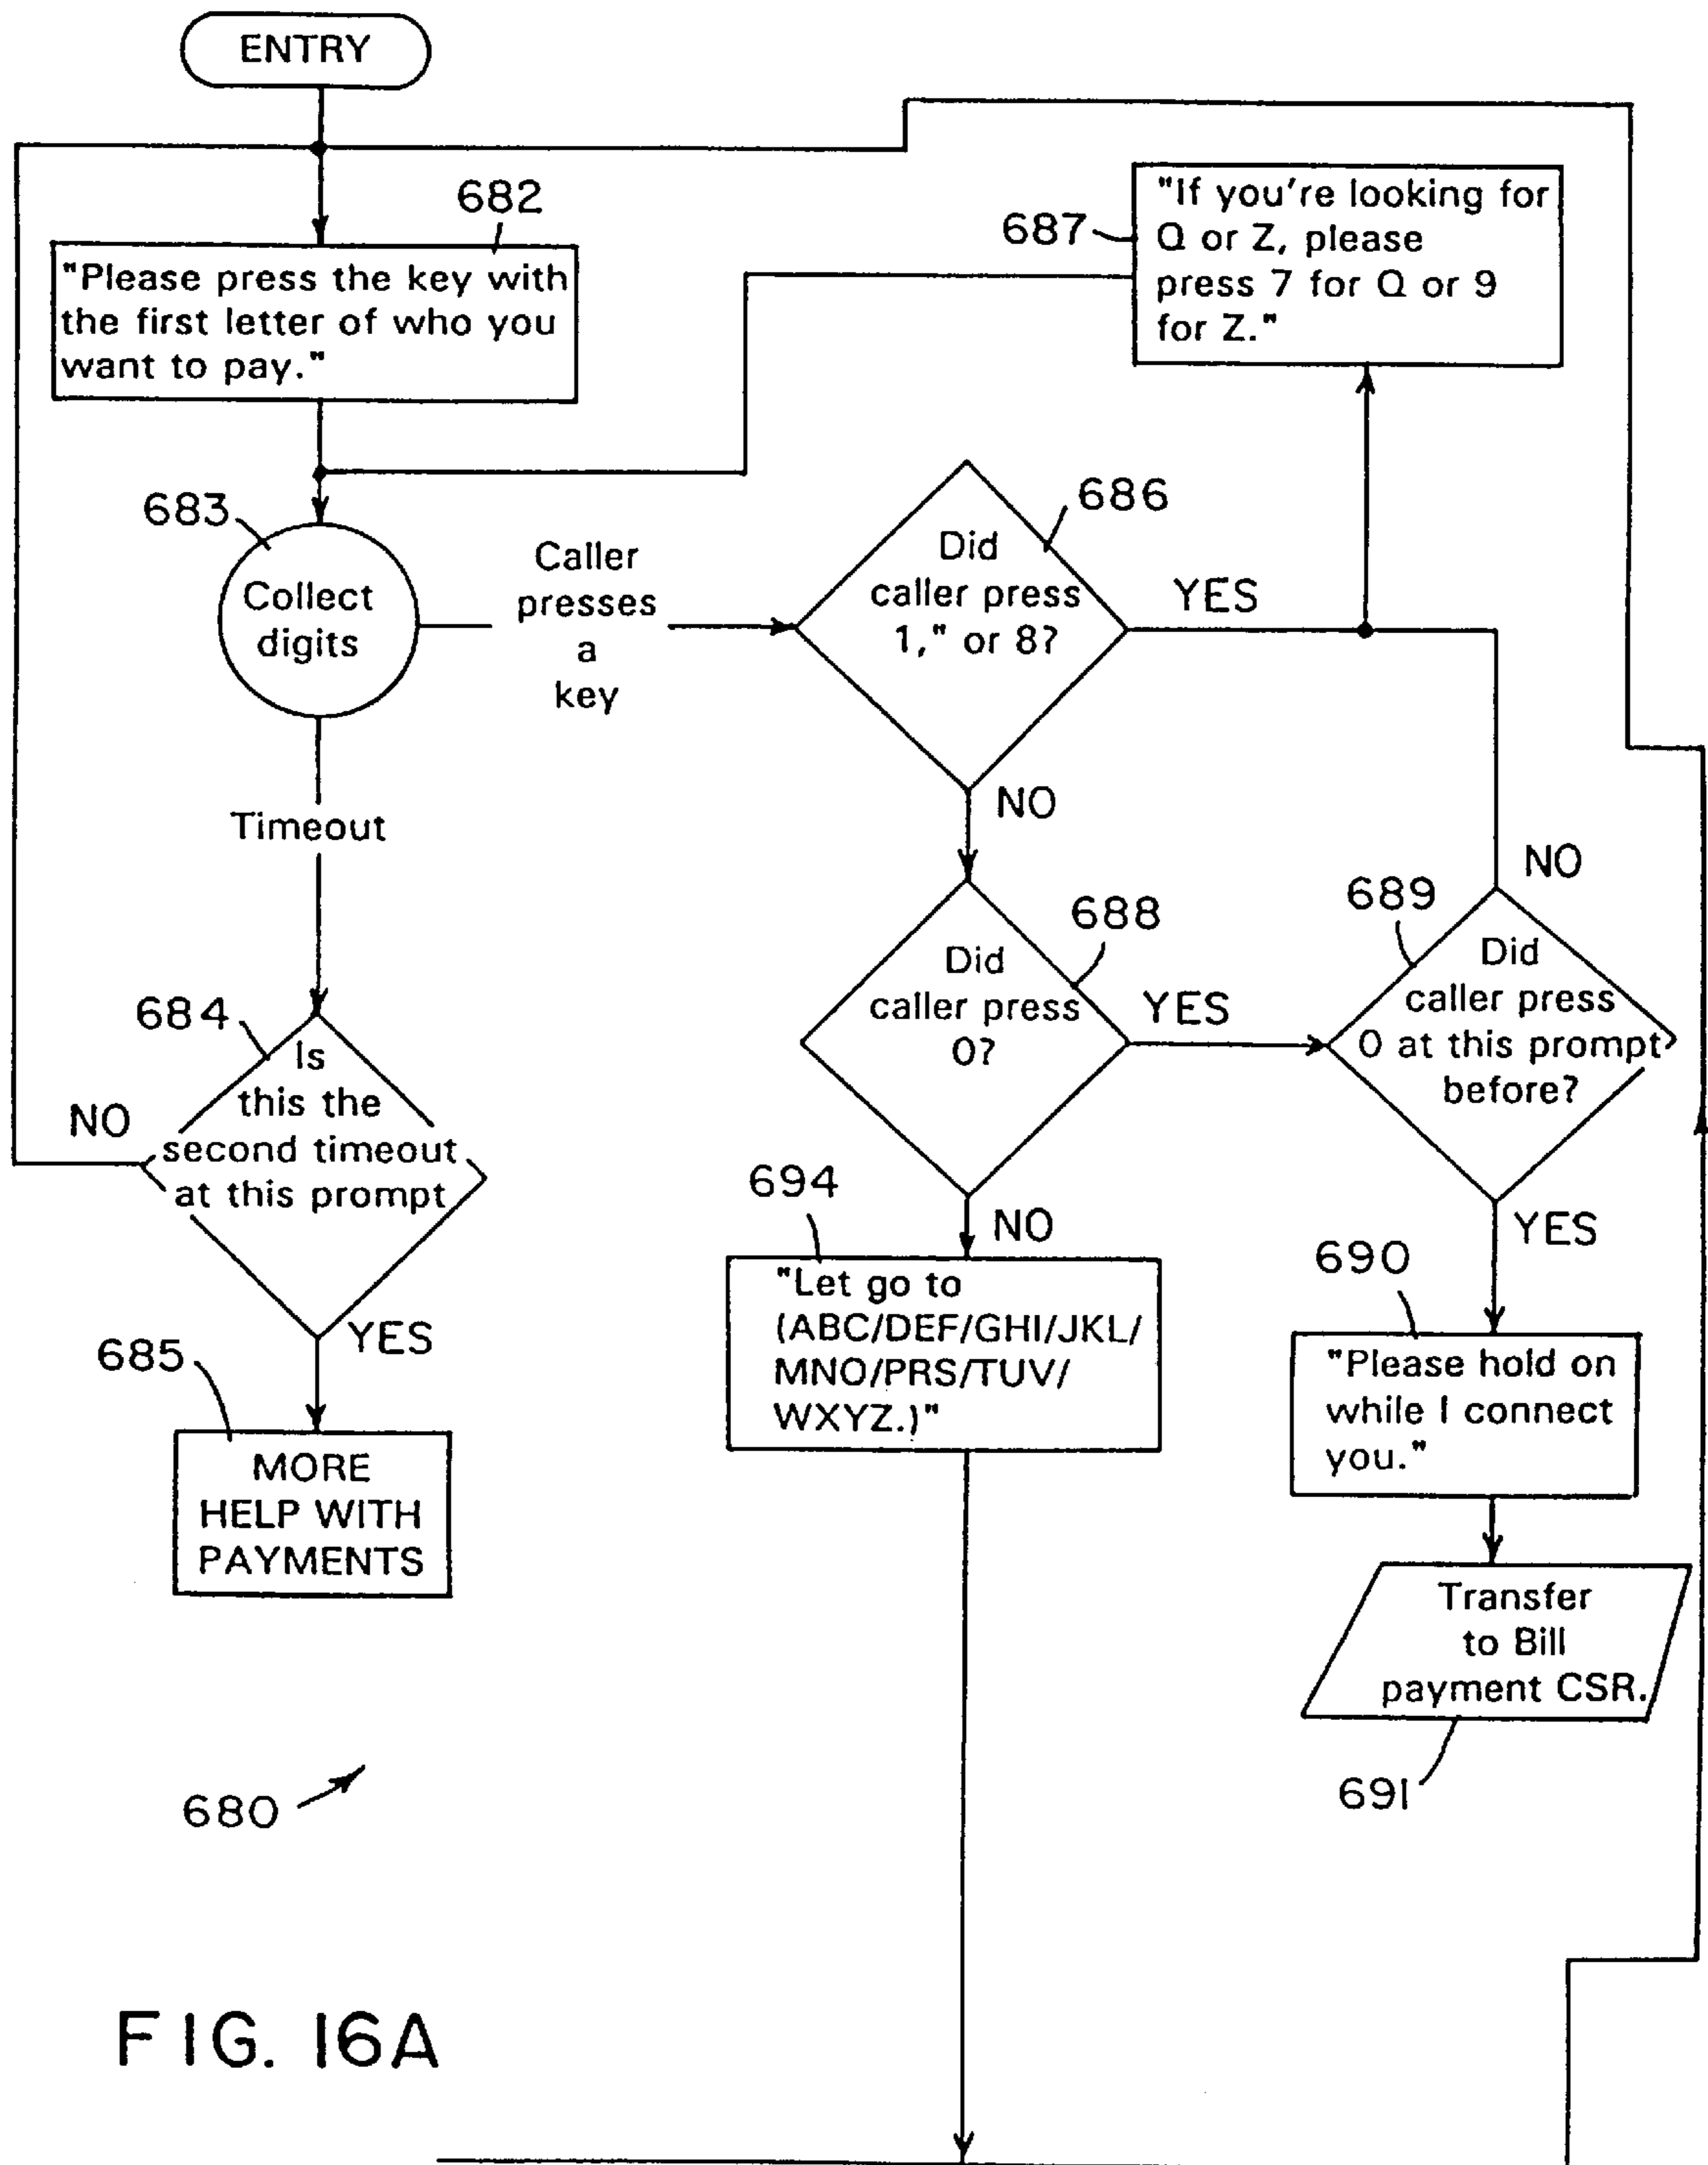 ENTRY
682
"Please press the key with
the first letter of who you
want to pay."
687
"If you're looking for
Q or Z, please
press 7 for Q or 9
for Z."
683
Collect
digits
Caller
presses
a
key
686
Did
caller press
1," or 8?
YES
NO
Timeout
684
Is
this the
second timeout
at this prompt
NO
YES
685
MORE
HELP WITH
PAYMENTS
688
Did
caller press
0?
YES
NO
689
Did
caller press
0 at this prompt
before?
NO
YES
694
"Let go to
(ABC/DEF/GHI/JKL/
MNO/PRS/TUV/
WXYZ.)"
690
"Please hold on
while I connect
you."
Transfer
to Bill
payment CSR.
691
680
FIG. 16A